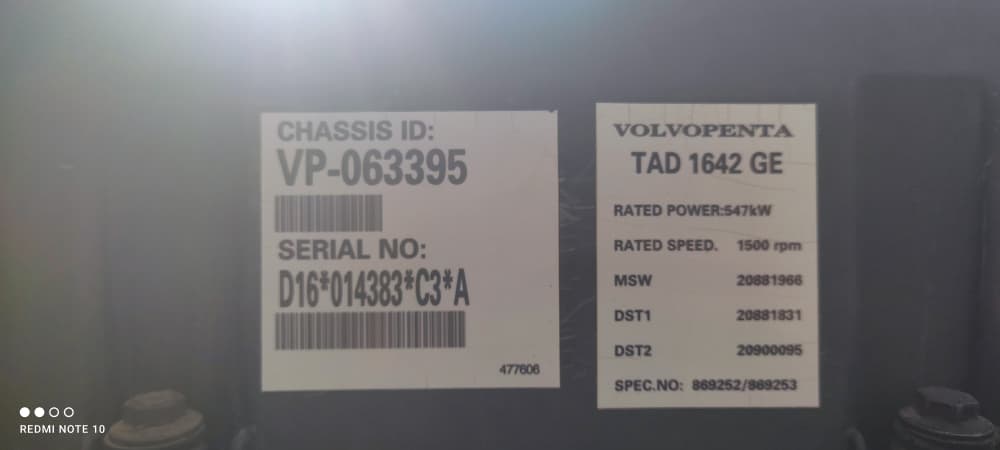 CHASSIS ID:
VP-063395
SERIAL NO:
D16*014383*C3*A
477606
VOLVOPENTA
TAD 1642 GE
RATED POWER:547kW
RATED SPEED. 1500 rpm
MSW 20881966
DST1 20881831
DST2 20900095
SPEC.NO: 869252/869253
REDMI NOTE 10